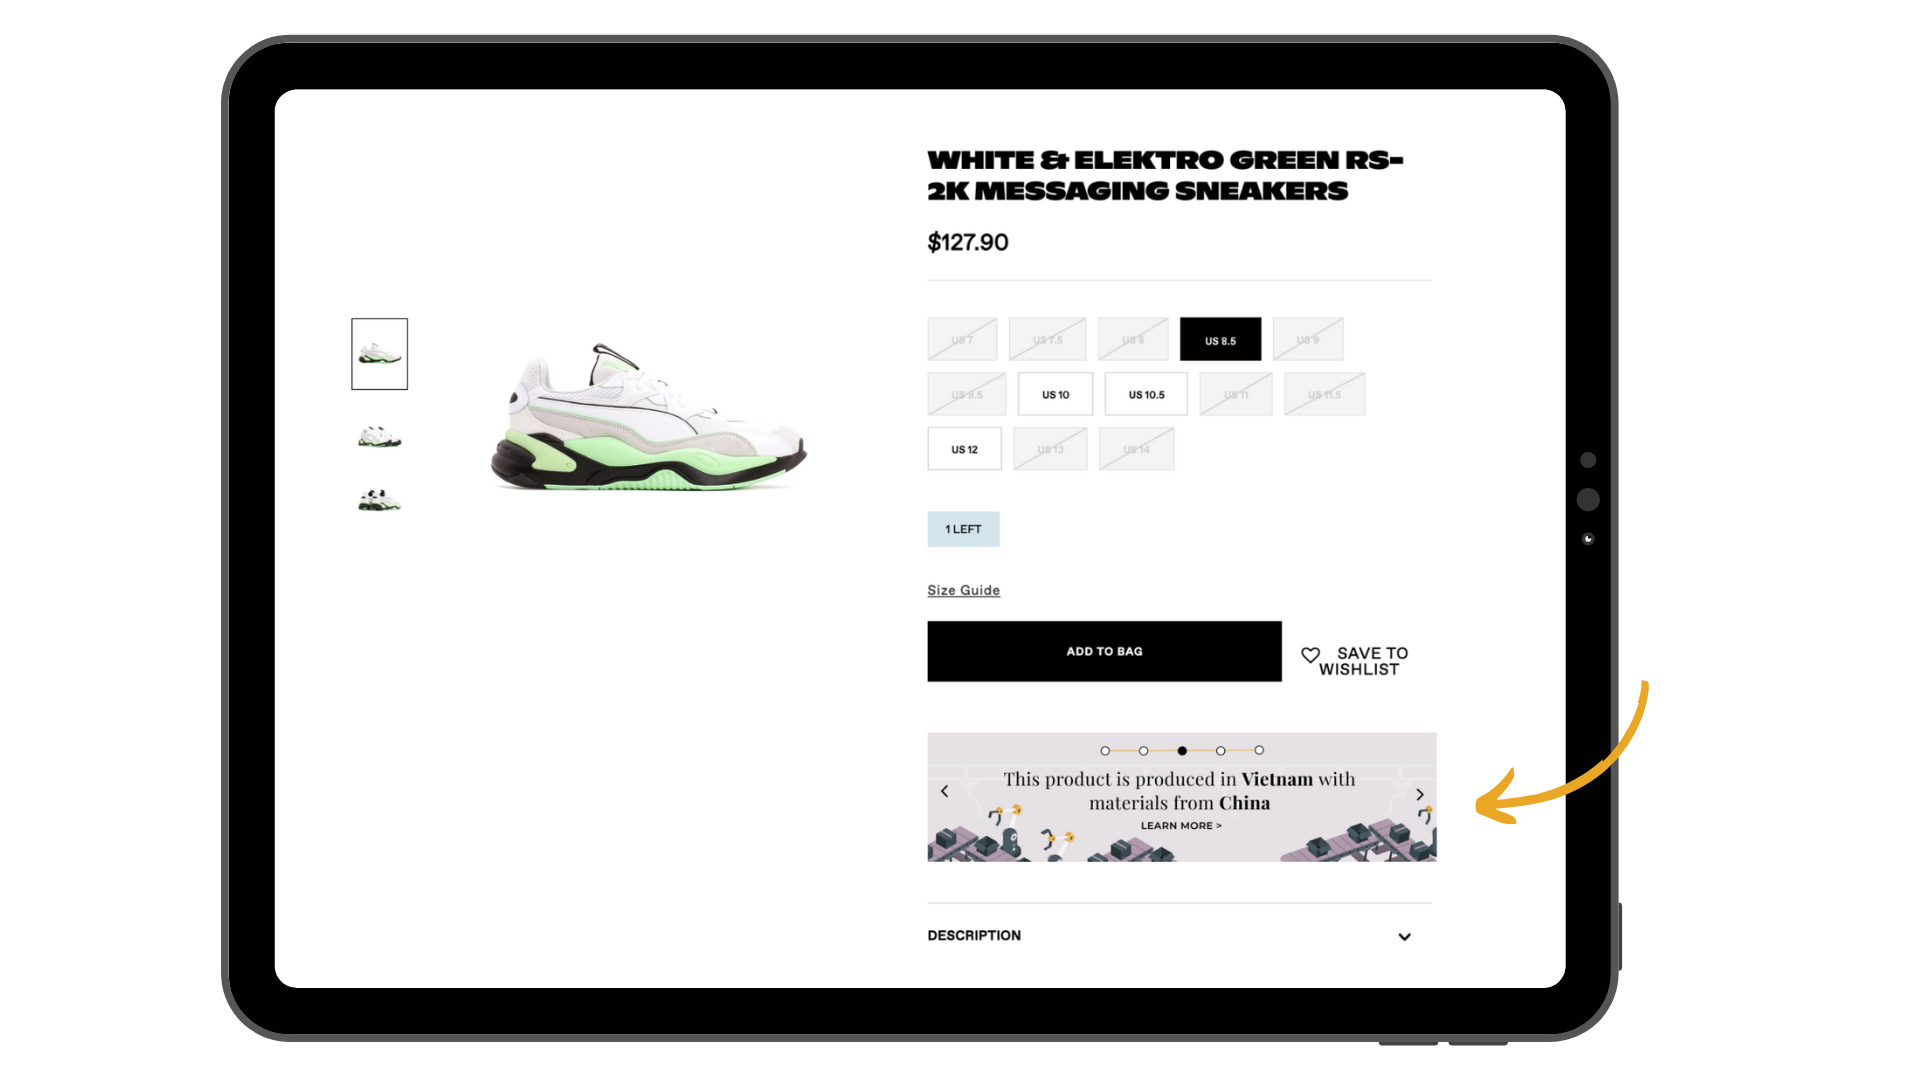 WHITE & ELEKTRO GREEN RS-
2K MESSAGING SNEAKERS
$127.90
US 7 US 7.5 US 8 US 8.5 US 9
US 9.5 US 10 US 10.5 US 11 US 11.5
US 12 US 13 US 14
1 LEFT
Size Guide
ADD TO BAG
SAVE TO
WISHLIST
This product is produced in Vietnam with
materials from China
LEARN MORE >
DESCRIPTION